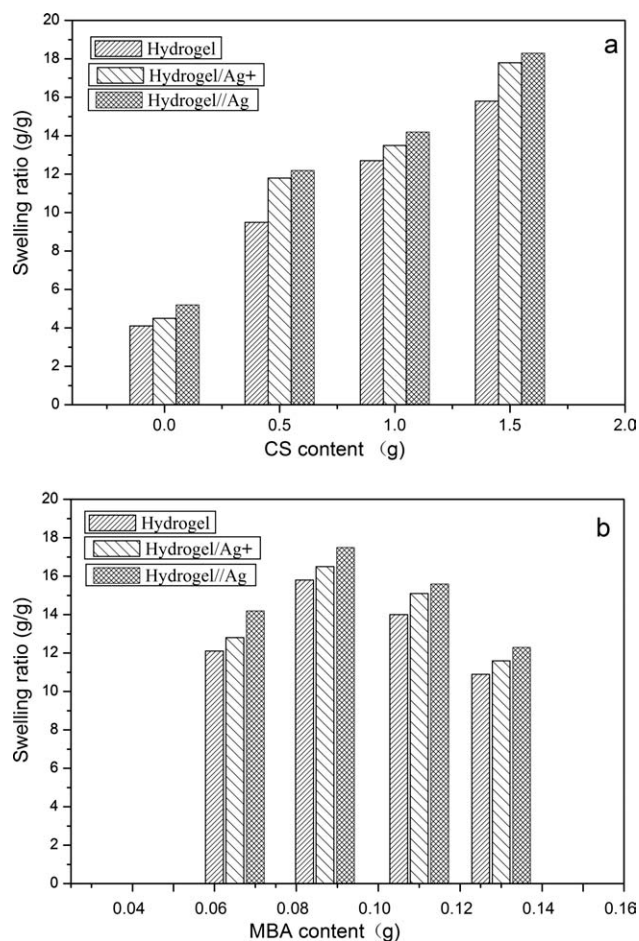 a
20
18
16
14
12
10
8
6
4
2
0
Swelling ratio (g/g)
Hydrogel
Hydrogel/Ag+
Hydrogel//Ag
0.0 0.5 1.0 1.5 2.0
CS content （g)
b
20
18
16
14
12
10
8
6
4
2
0
Swelling ratio (g/g)
Hydrogel
Hydrogel/Ag+
Hydrogel//Ag
0.04 0.06 0.08 0.10 0.12 0.14 0.16
MBA content （g)